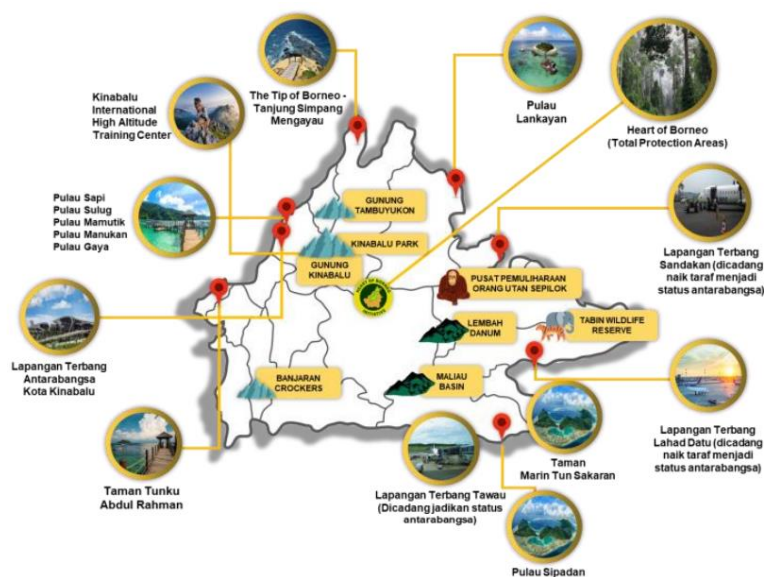 The Tip of Borneo -
Tanjung Simpang
Mengayau
Pulau
Lankayan
Heart of Borneo
(Total Protection Areas)
Kinabalu
International
High Altitude
Training Center
Pulau Sapi
Pulau Sulug
Pulau Mamutik
Pulau Manukan
Pulau Gaya
GUNUNG
TAMBUYUKON
KINABALU PARK
GUNUNG
KINABALU
HEART OF BORNEO
INITIATIVE
PUSAT PEMULIHARAAN
ORANG UTAN SEPILOK
Lapangan Terbang
Sandakan (dicadang
naik taraf menjadi
status antarabangsa)
LEMBAH
DANUM
TABIN WILDLIFE
RESERVE
Lapangan Terbang
Antarabangsa
Kota Kinabalu
BANJARAN
CROCKERS
MALIAU
BASIN
Lapangan Terbang
Lahad Datu (dicadang
naik taraf menjadi
status antarabangsa)
Taman Tunku
Abdul Rahman
Lapangan Terbang Tawau
(Dicadang jadikan status
antarabangsa)
Taman
Marin Tun Sakaran
Pulau Sipadan